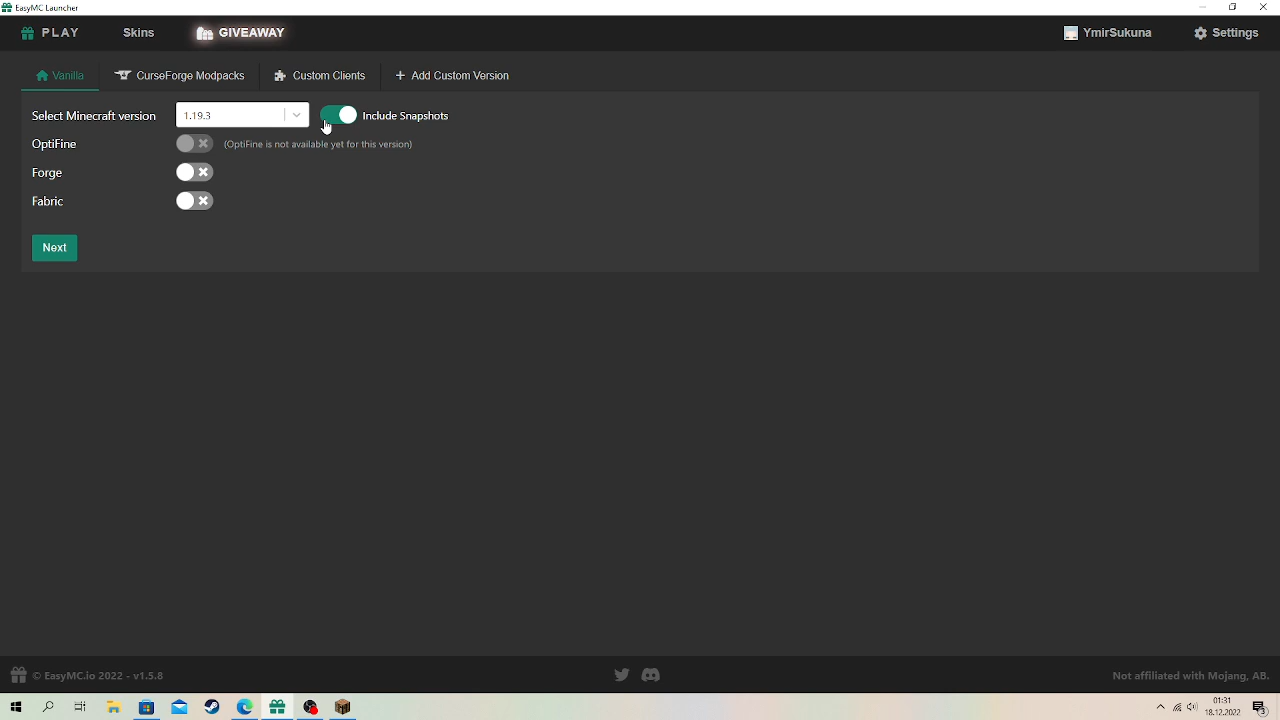 EasyMC Launcher
PLAY Skins GIVEAWAY YmirSukuna Settings
Vanilla CurseForge Modpacks Custom Clients + Add Custom Version
Select Minecraft version 1.19.3 Include Snapshots
OptiFine (OptiFine is not available yet for this version)
Forge
Fabric
Next
© EasyMC.io 2022 - v1.5.8 Not affiliated with Mojang, AB.
01:31
18.12.2022
3